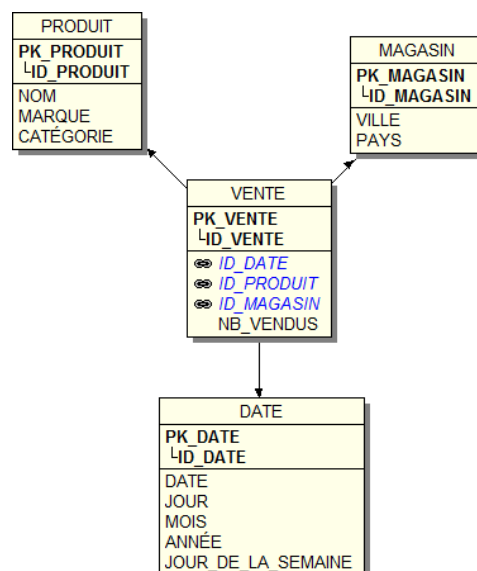 PRODUIT
PK_PRODUIT
ID_PRODUIT
NOM
MARQUE
CATÉGORIE
MAGASIN
PK_MAGASIN
ID_MAGASIN
VILLE
PAYS
VENTE
PK_VENTE
ID_VENTE
ID_DATE
ID_PRODUIT
ID_MAGASIN
NB_VENDUS
DATE
PK_DATE
ID_DATE
DATE
JOUR
MOIS
ANNÉE
JOUR_DE_LA_SEMAINE